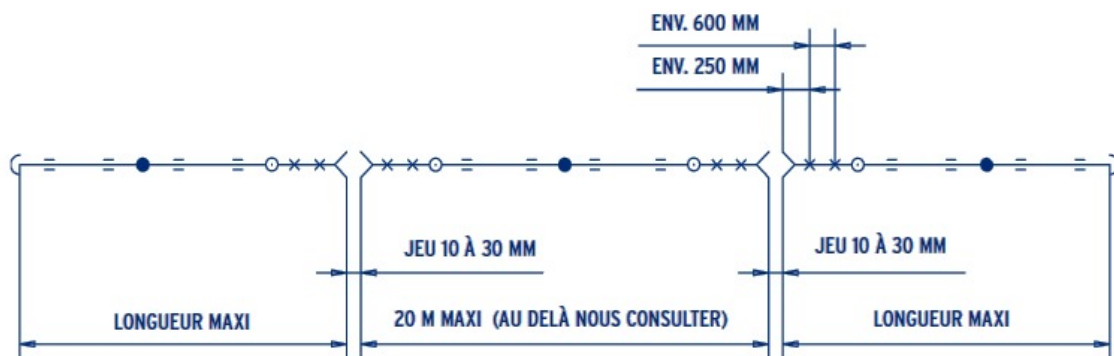 ENV. 600 MM
ENV. 250 MM
JEU 10 À 30 MM
JEU 10 À 30 MM
LONGUEUR MAXI
20 M MAXI (AU DELÀ NOUS CONSULTER)
LONGUEUR MAXI